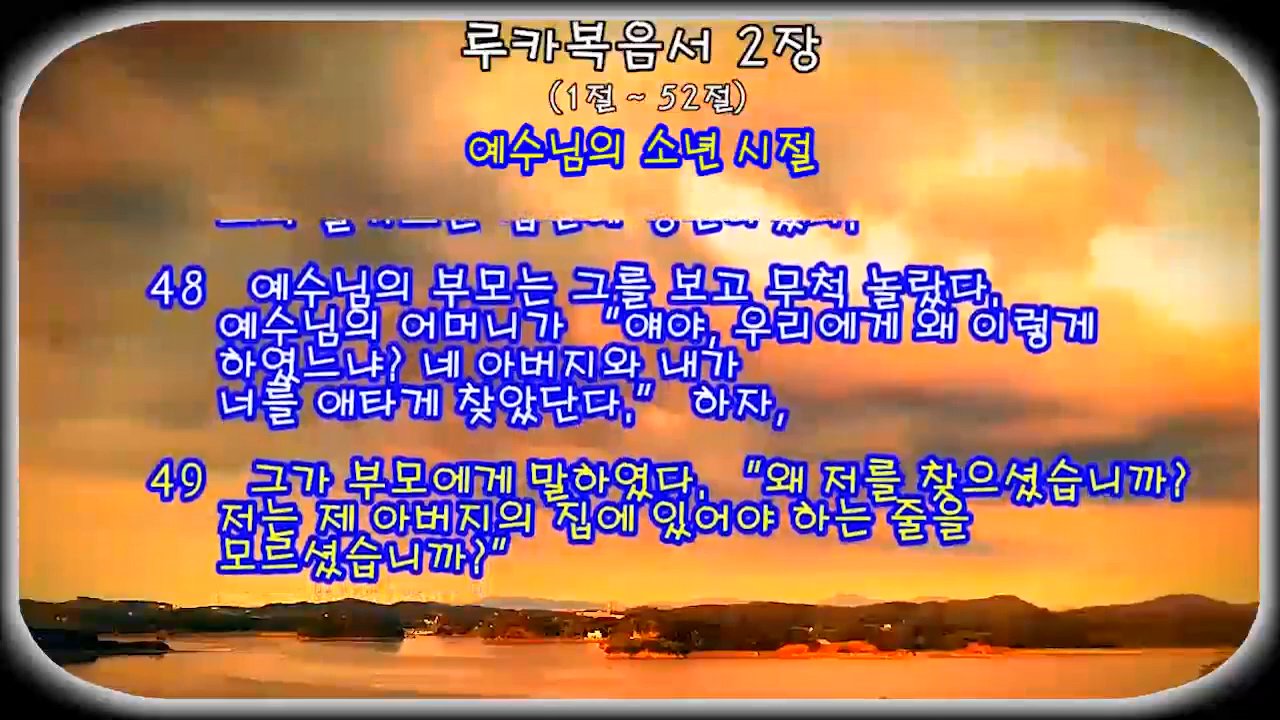 루카복음서 2장
(1절 ~ 52절)
예수님의 소년 시절
48 예수님의 부모는 그를 보고 무척 놀랐다.
예수님의 어머니가 "얘야, 우리에게 왜 이렇게
하였느냐? 네 아버지와 내가
너를 애타게 찾았단다." 하자,
49 그가 부모에게 말하였다. "왜 저를 찾으셨습니까?
저는 제 아버지의 집에 있어야 하는 줄을
모르셨습니까?"